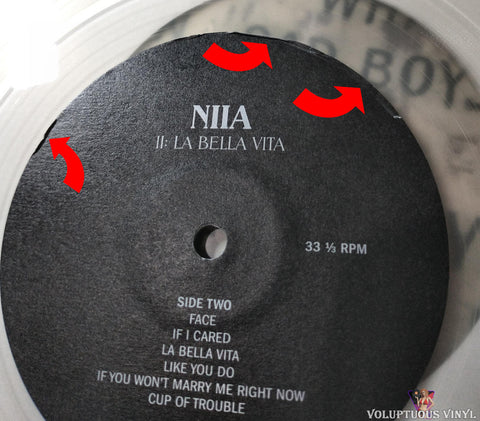 BOYS
NIIA
II: LA BELLA VITA
33 ⅓ RPM
SIDE TWO
FACE
IF I CARED
LA BELLA VITA
LIKE YOU DO
IF YOU WON'T MARRY ME RIGHT NOW
CUP OF TROUBLE
VOLUPTUOUS VINYL